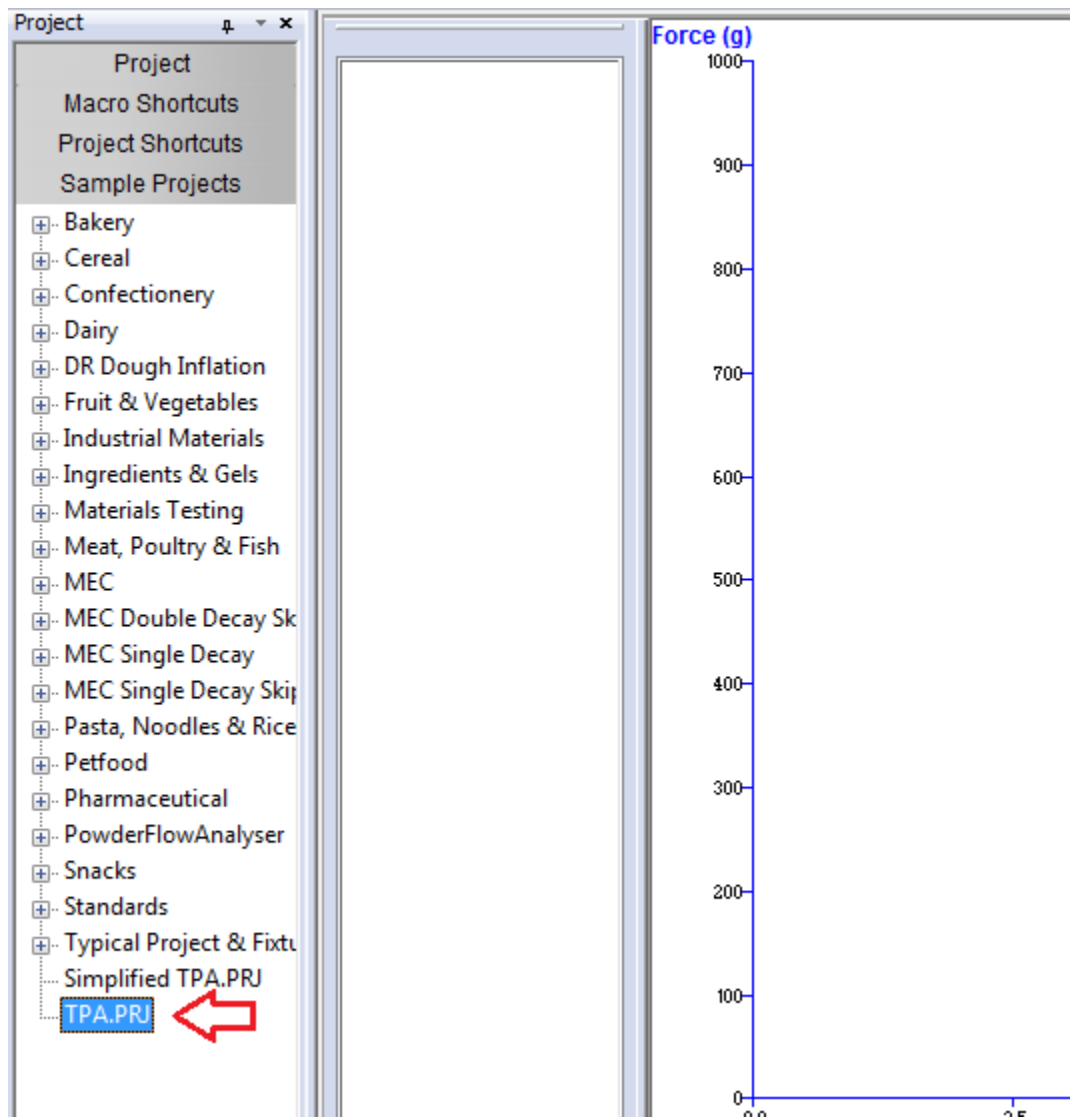 Project
Project
Macro Shortcuts
Project Shortcuts
Sample Projects
Bakery
Cereal
Confectionery
Dairy
DR Dough Inflation
Fruit & Vegetables
Industrial Materials
Ingredients & Gels
Materials Testing
Meat, Poultry & Fish
MEC
MEC Double Decay Sk
MEC Single Decay
MEC Single Decay Skip
Pasta, Noodles & Rice
Petfood
Pharmaceutical
PowderFlowAnalyser
Snacks
Standards
Typical Project & Fixtu
Simplified TPA.PRJ
TPA.PRJ
Force (g)
1000
900
800
700
600
500
400
300
200
100
0